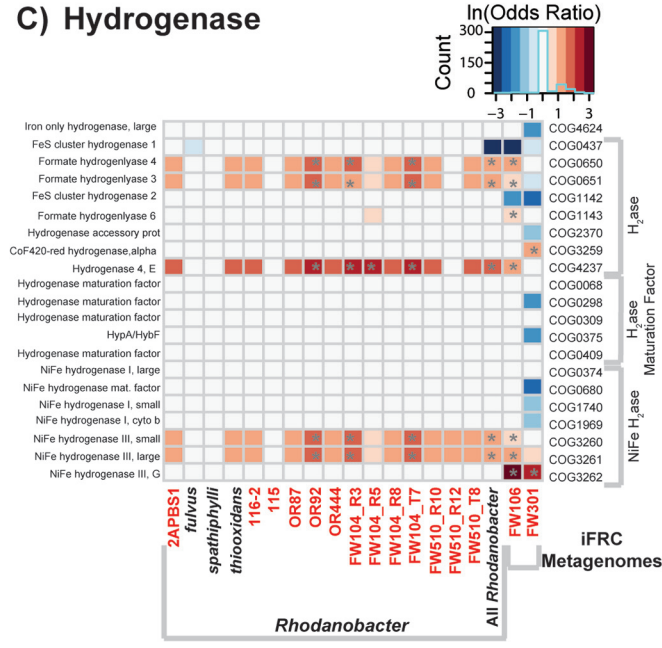 C) Hydrogenase
ln(Odds Ratio)
Count
300
150
0
−3 −1 1 3
Iron only hydrogenase, large COG4624
FeS cluster hydrogenase 1 COG0437
Formate hydrogenlyase 4 COG0650
Formate hydrogenlyase 3 COG0651
FeS cluster hydrogenase 2 COG1142
Formate hydrogenlyase 6 COG1143
Hydrogenase accessory prot COG2370
CoF420-red hydrogenase,alpha COG3259
Hydrogenase 4, E COG4237
Hydrogenase maturation factor COG0068
Hydrogenase maturation factor COG0298
Hydrogenase maturation factor COG0309
HypA/HybF COG0375
Hydrogenase maturation factor COG0409
NiFe hydrogenase I, large COG0374
NiFe hydrogenase mat. factor COG0680
NiFe hydrogenase I, small COG1740
NiFe hydrogenase I, cyto b COG1969
NiFe hydrogenase III, small COG3260
NiFe hydrogenase III, large COG3261
NiFe hydrogenase III, G COG3262
H2ase
H2ase
Maturation Factor
NiFe H2ase
2APBS1
fulvus
spathiphylli
thiooxidans
116-2
115
OR87
OR92
OR444
FW104_R3
FW104_R5
FW104_R8
FW104_T7
FW510_R10
FW510_R12
FW510_T8
All Rhodanobacter
FW106
FW301
iFRC
Metagenomes
Rhodanobacter